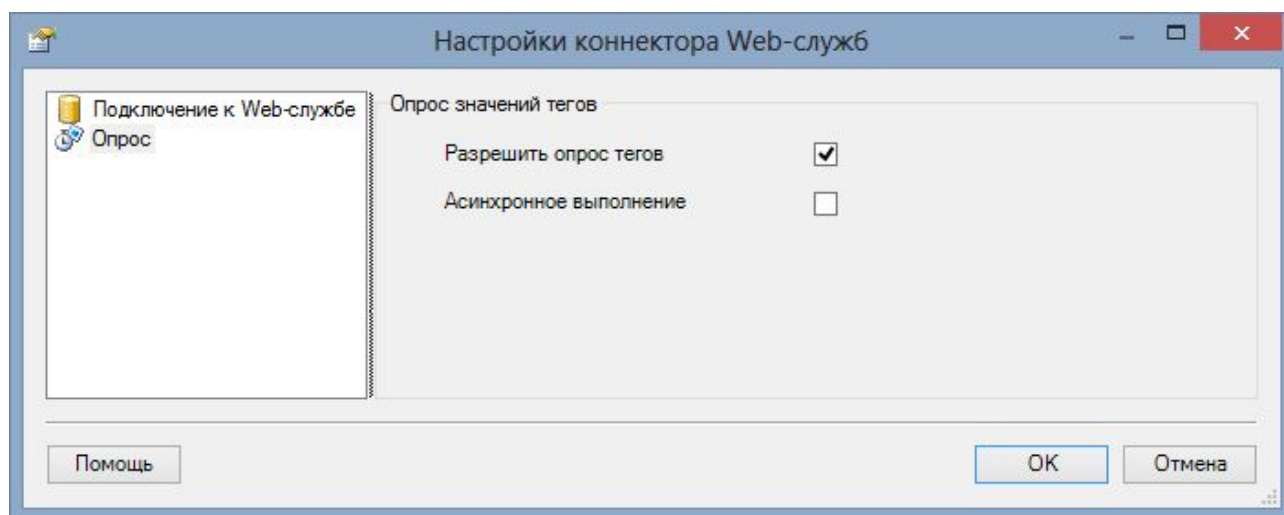 Настройки коннектора Web-служб
Подключение к Web-службе
Опрос
Опрос значений тегов
Разрешить опрос тегов
Асинхронное выполнение
Помощь
OK
Отмена